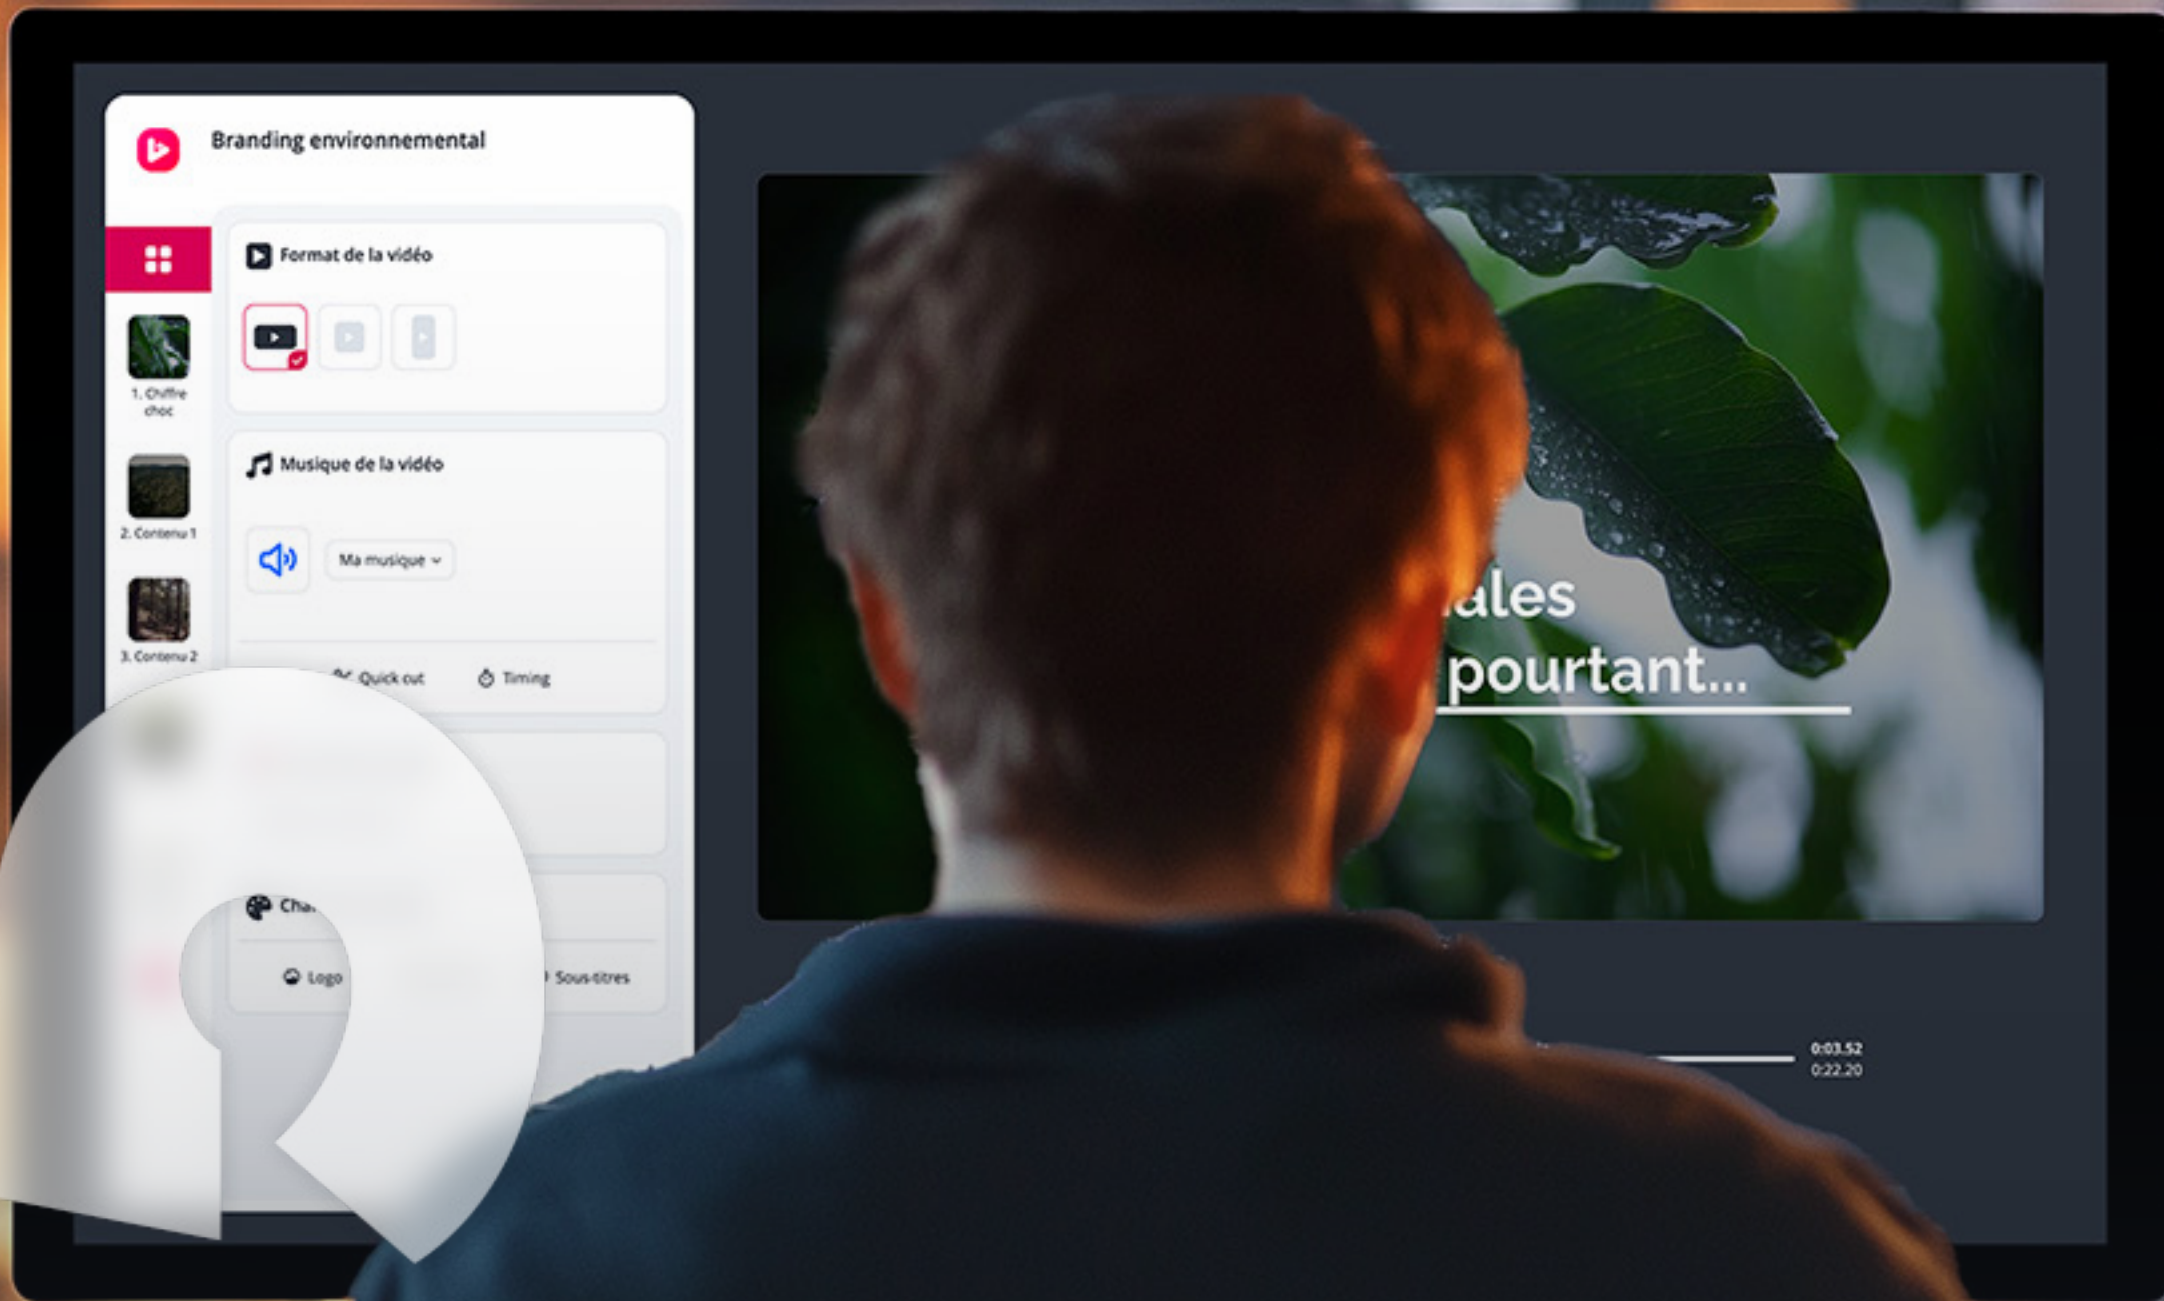 Branding environnemental
Format de la vidéo
1. Chiffre
choc
Musique de la vidéo
2. Contenu 1
Ma musique
3. Contenu 2
Quick cut
Timing
Logo
Sous-titres
pourtant...
0:03.52
0:22.20